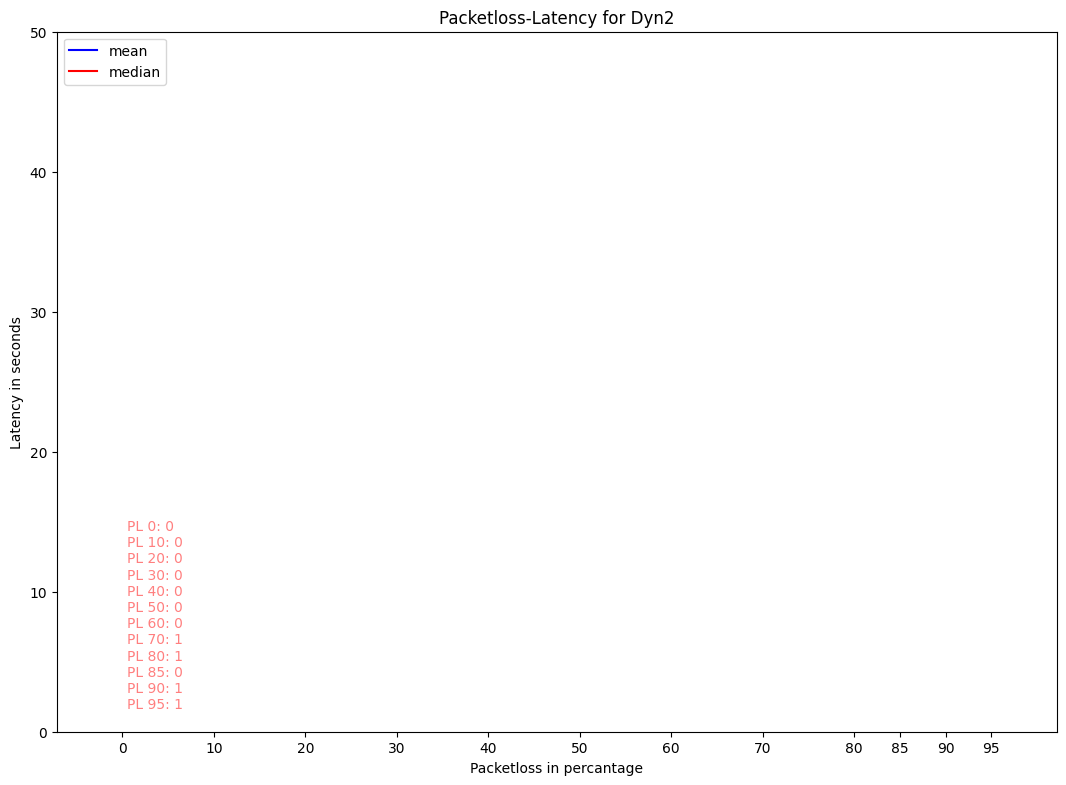 Packetloss-Latency for Dyn2
50
mean
median
40
30
Latency in seconds
20
PL 0: 0
PL 10: 0
PL 20: 0
PL 30: 0
10
PL 40: 0
PL 50: 0
PL 60: 0
PL 70: 1
PL 80: 1
PL 85: 0
PL 90: 1
PL 95: 1
0
0 10 20 30 40 50 60 70 80 85 90 95
Packetloss in percantage